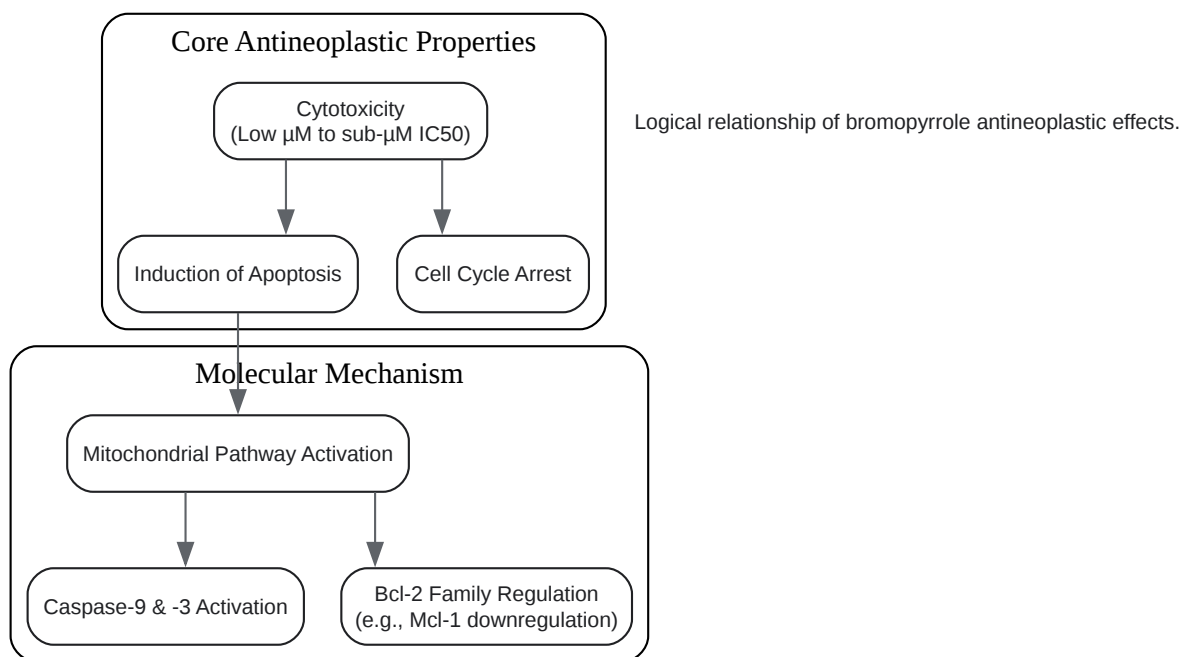 Core Antineoplastic Properties
Cytotoxicity
(Low µM to sub-µM IC50)
Logical relationship of bromopyrrole antineoplastic effects.
Induction of Apoptosis
Cell Cycle Arrest
Molecular Mechanism
Mitochondrial Pathway Activation
Caspase-9 & -3 Activation
Bcl-2 Family Regulation
(e.g., Mcl-1 downregulation)